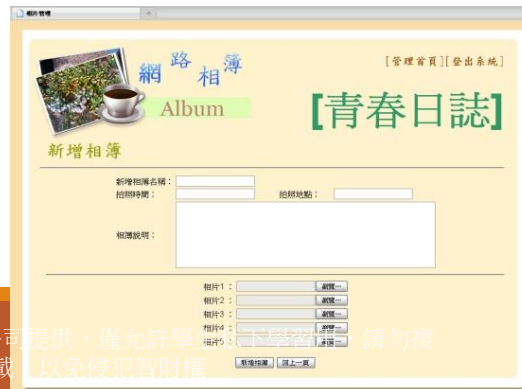 相片管理
網路相簿
Album
[管理首頁][登出系統]
[青春日誌]
新增相簿
新增相簿名稱：
拍照時間： 拍照地點：
相簿說明：
相片1： 瀏覽…
相片2： 瀏覽…
相片3： 瀏覽…
相片4： 瀏覽…
相片5： 瀏覽…
新增相簿 回上一頁
司提供，僅允許學生私下學習用，請勿複
載，以免侵犯智財權